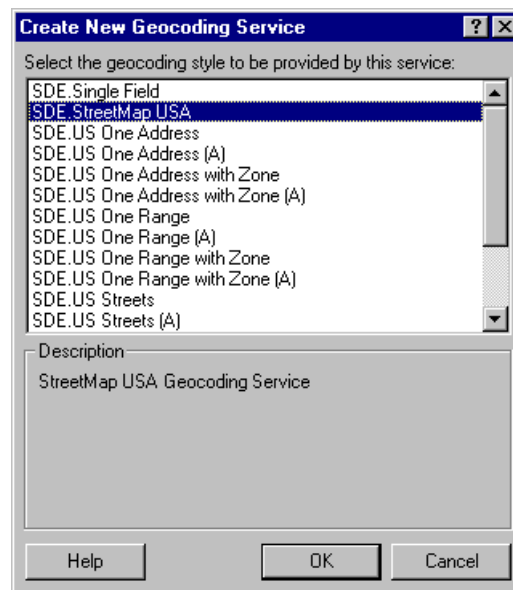 Create New Geocoding Service
Select the geocoding style to be provided by this service:
SDE.Single Field
SDE.StreetMap USA
SDE.US One Address
SDE.US One Address (A)
SDE.US One Address with Zone
SDE.US One Address with Zone (A)
SDE.US One Range
SDE.US One Range (A)
SDE.US One Range with Zone
SDE.US One Range with Zone (A)
SDE.US Streets
SDE.US Streets (A)
Description
StreetMap USA Geocoding Service
Help
OK
Cancel